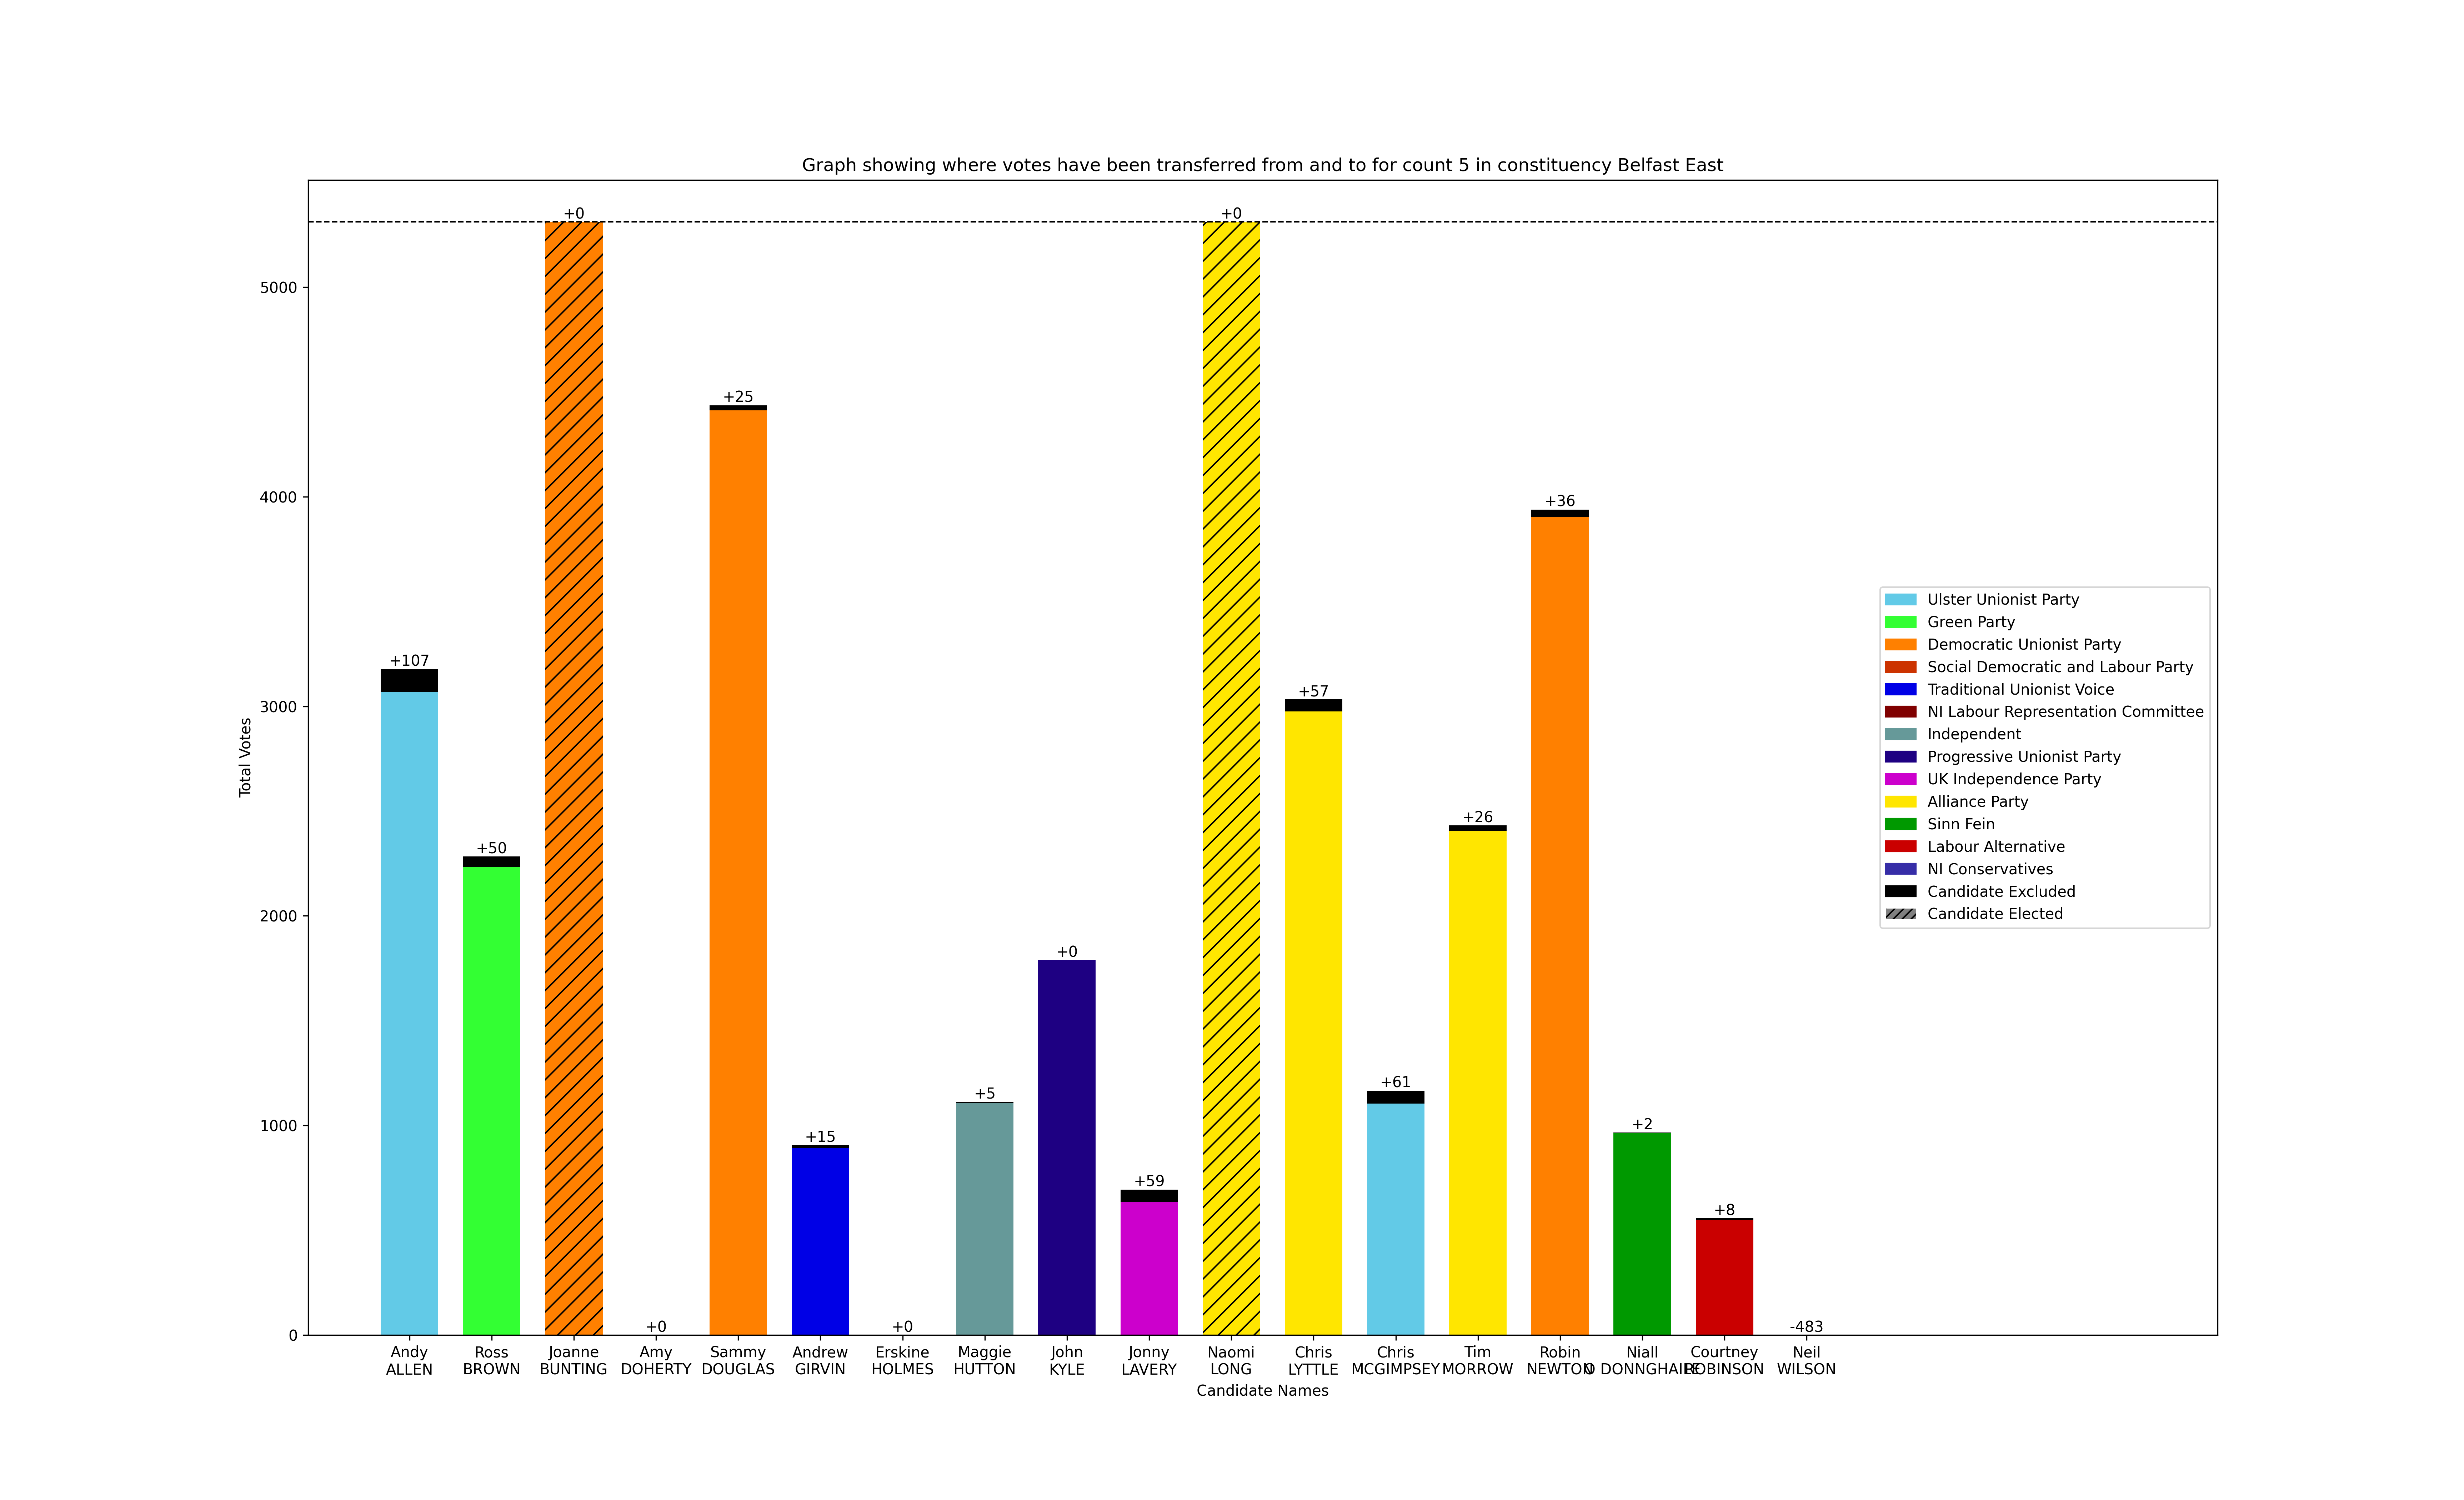 Graph showing where votes have been transferred from and to for count 5 in constituency Belfast East
+0
+0
5000
+25
4000
+36
+107
3000
+57
+26
+50
2000
+0
+61
+5
+15
1000
+2
+59
+8
0
+0
+0
-483
Total Votes
Ulster Unionist Party
Green Party
Democratic Unionist Party
Social Democratic and Labour Party
Traditional Unionist Voice
NI Labour Representation Committee
Independent
Progressive Unionist Party
UK Independence Party
Alliance Party
Sinn Fein
Labour Alternative
NI Conservatives
Candidate Excluded
Candidate Elected
Andy
ALLEN
Ross
BROWN
Joanne
BUNTING
Amy
DOHERTY
Sammy
DOUGLAS
Andrew
GIRVIN
Erskine
HOLMES
Maggie
HUTTON
John
KYLE
Jonny
LAVERY
Naomi
LONG
Chris
LYTTLE
Chris
MCGIMPSEY
Tim
MORROW
Robin
NEWTON
Niall
O DONNGHAILE
Courtney
ROBINSON
Neil
WILSON
Candidate Names